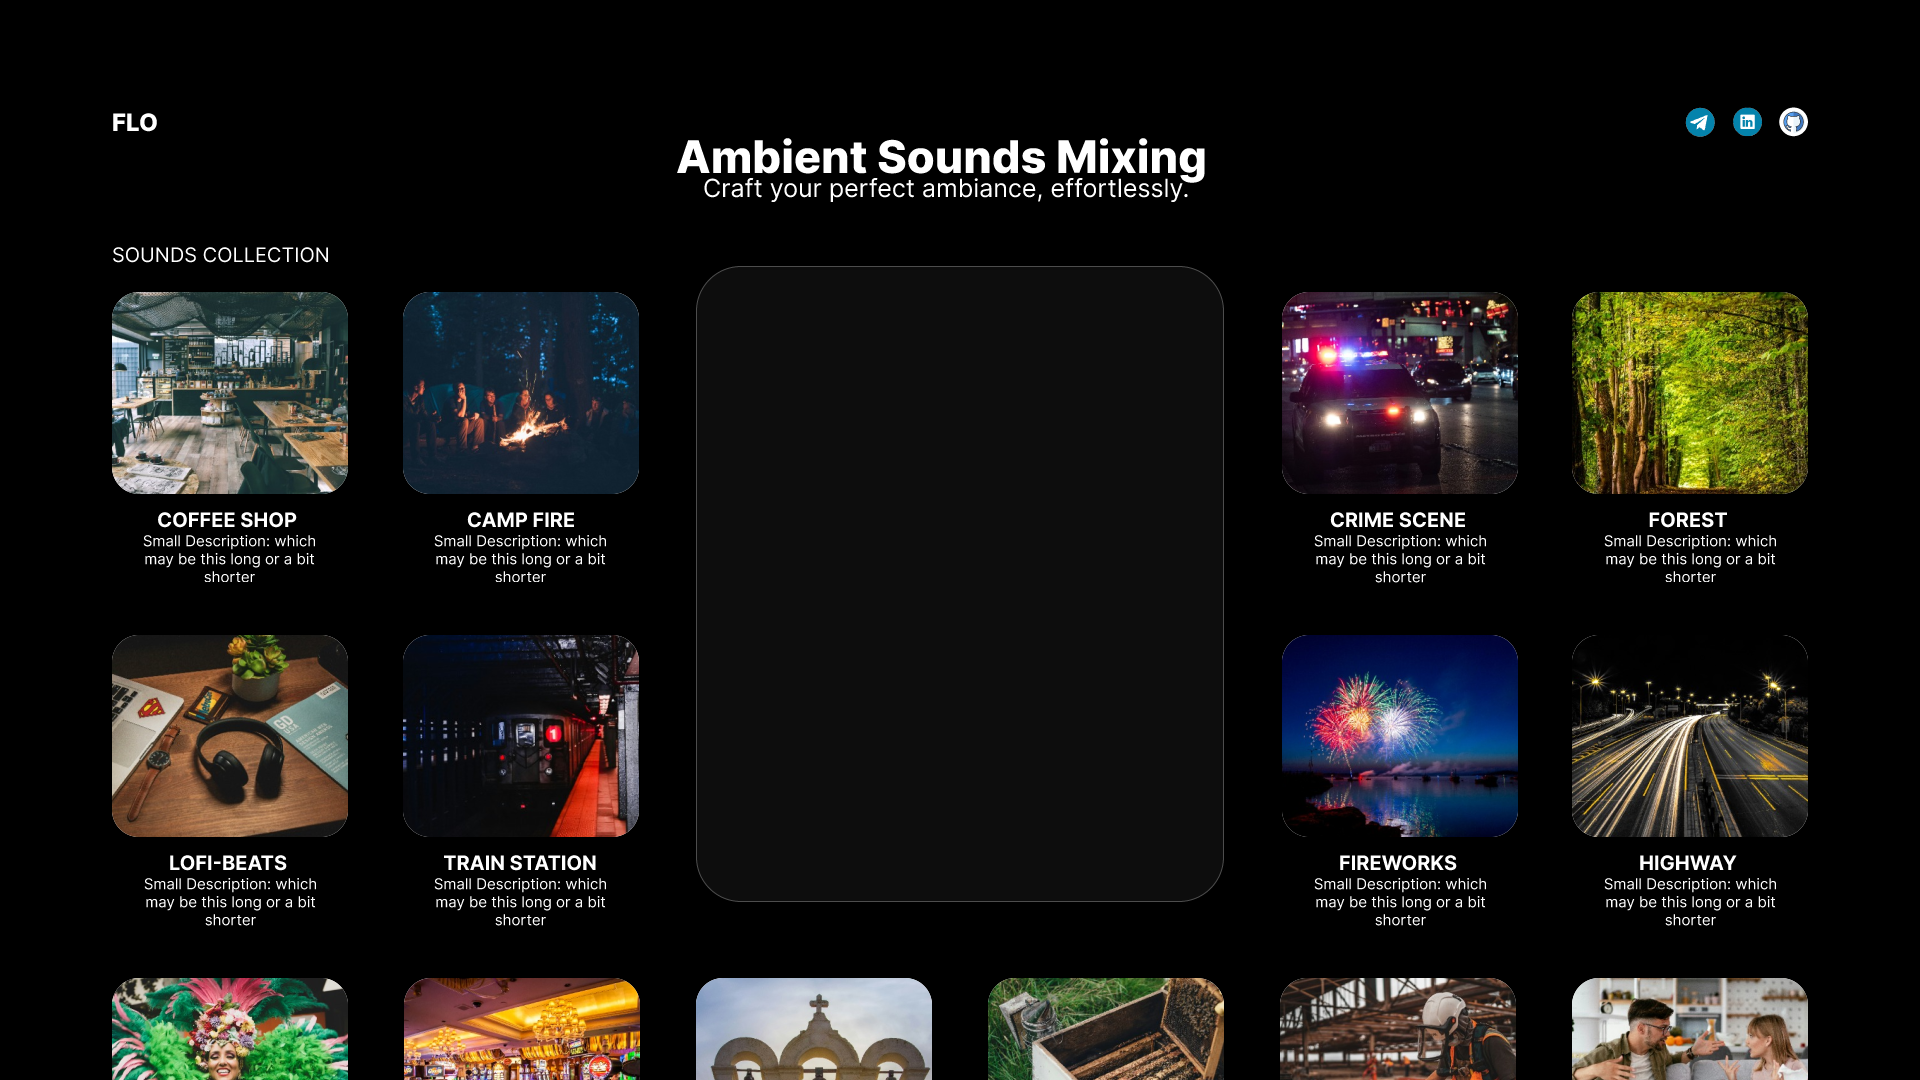 FLO
Ambient Sounds Mixing
Craft your perfect ambiance, effortlessly.
SOUNDS COLLECTION
COFFEE SHOP
Small Description: which
may be this long or a bit
shorter
CAMP FIRE
Small Description: which
may be this long or a bit
shorter
CRIME SCENE
Small Description: which
may be this long or a bit
shorter
FOREST
Small Description: which
may be this long or a bit
shorter
GD
1
LOFI-BEATS
Small Description: which
may be this long or a bit
shorter
TRAIN STATION
Small Description: which
may be this long or a bit
shorter
FIREWORKS
Small Description: which
may be this long or a bit
shorter
HIGHWAY
Small Description: which
may be this long or a bit
shorter